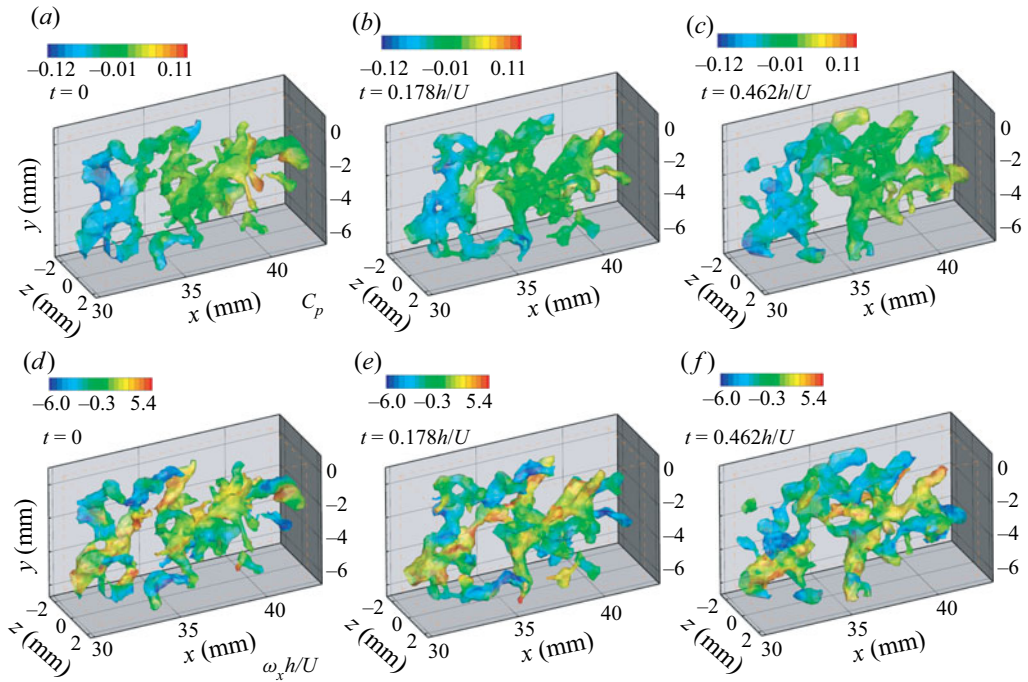 (a) (b) (c)
−0.12 −0.01 0.11 −0.12 −0.01 0.11 −0.12 −0.01 0.11
t = 0 t = 0.178h/U t = 0.462h/U
0 0 0
−2 −2 −2
−4 −4 −4
y (mm) −6 −6 −6
−2 −2 −2
0 40 0 40 0 40
z (mm) 2 35 z (mm) 2 35 z (mm) 2 35
30 x (mm) C_p 30 x (mm) 30 x (mm)
(d) (e) (f)
−6.0 −0.3 5.4 −6.0 −0.3 5.4 −6.0 −0.3 5.4
t = 0 t = 0.178h/U t = 0.462h/U
0 0 0
−2 −2 −2
−4 −4 −4
y (mm) −6 −6 −6
−2 −2 −2
0 40 0 40 0 40
z (mm) 2 35 z (mm) 2 35 z (mm) 2 35
30 x (mm) 30 x (mm) 30 x (mm)
ω_x h/U